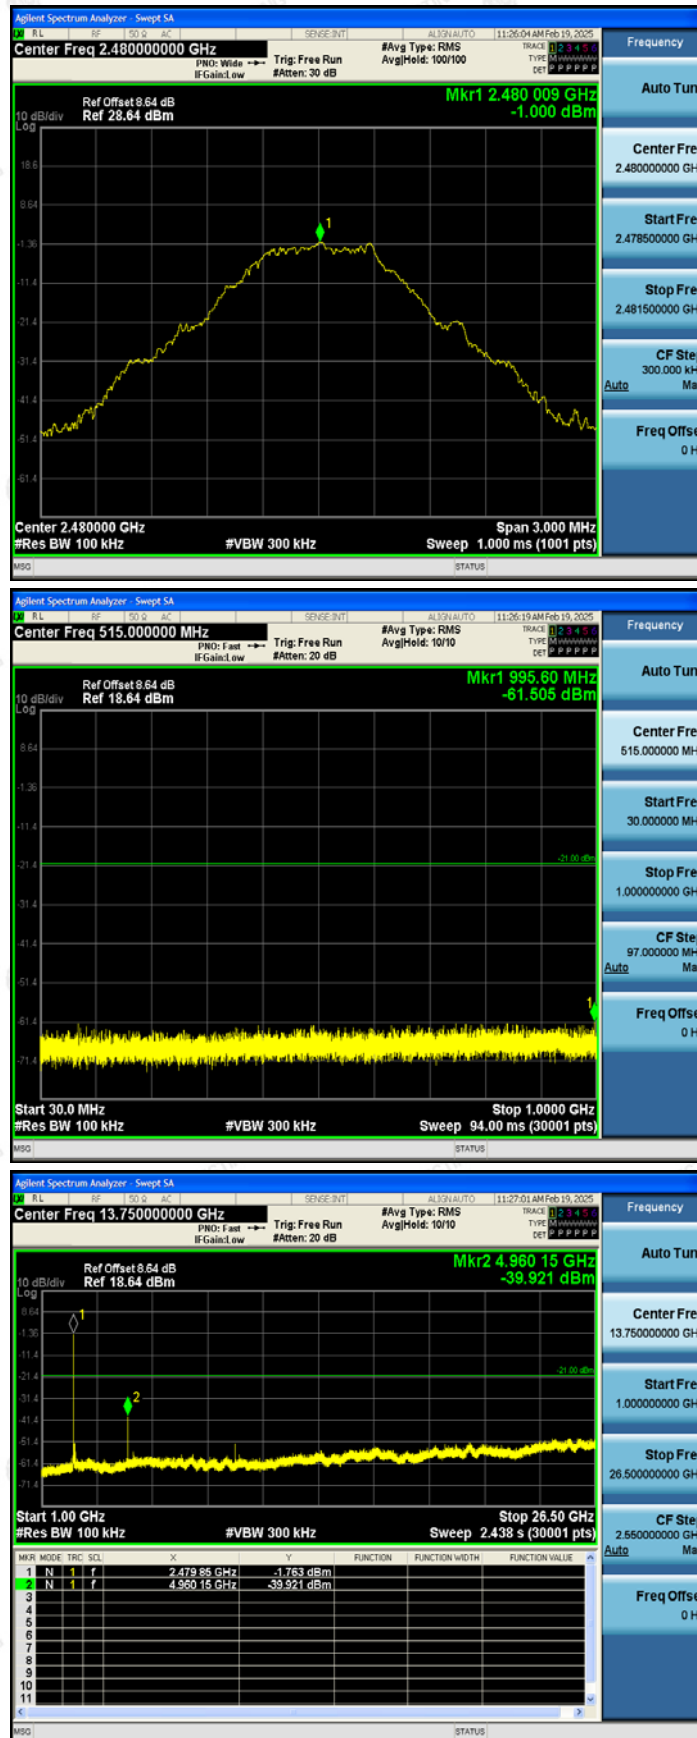 Agilent Spectrum Analyzer - Swept SA
RL RF 50 Ω AC SENSE:INT ALIGNAUTO 11:26:04 AM Feb 19, 2025
Center Freq 2.480000000 GHz
#Avg Type: RMS
TRACE 1 2 3 4 5 6
PNO: Wide Trig: Free Run Avg|Hold: 100/100
TYPE M
IFGain:Low #Atten: 30 dB
DET P P P P P P
Mkr1 2.480 009 GHz
-1.000 dBm
Ref Offset 8.64 dB
10 dB/div Ref 28.64 dBm
Log
18.6
8.64
-1.36
-11.4
-21.4
-31.4
-41.4
-51.4
-61.4
1
Center 2.480000 GHz Span 3.000 MHz
#Res BW 100 kHz #VBW 300 kHz Sweep 1.000 ms (1001 pts)
MSG STATUS
Frequency
Auto Tun
Center Fre
2.480000000 GH
Start Fre
2.478500000 GH
Stop Fre
2.481500000 GH
CF Ste
300.000 kH
Auto Ma
Freq Offse
0 H
Agilent Spectrum Analyzer - Swept SA
RL RF 50 Ω AC SENSE:INT ALIGNAUTO 11:26:19 AM Feb 19, 2025
Center Freq 515.000000 MHz
#Avg Type: RMS
TRACE 1 2 3 4 5 6
PNO: Fast Trig: Free Run Avg|Hold: 10/10
TYPE M
IFGain:Low #Atten: 20 dB
DET P P P P P P
Mkr1 995.60 MHz
-61.505 dBm
Ref Offset 8.64 dB
10 dB/div Ref 18.64 dBm
Log
8.64
-1.36
-11.4
-21.4
-31.4
-41.4
-51.4
-61.4
-71.4
-21.00 dBm
1
Start 30.0 MHz Stop 1.0000 GHz
#Res BW 100 kHz #VBW 300 kHz Sweep 94.00 ms (30001 pts)
MSG STATUS
Frequency
Auto Tun
Center Fre
515.000000 MH
Start Fre
30.000000 MH
Stop Fre
1.000000000 GH
CF Ste
97.000000 MH
Auto Ma
Freq Offse
0 H
Agilent Spectrum Analyzer - Swept SA
RL RF 50 Ω AC SENSE:INT ALIGNAUTO 11:27:01 AM Feb 19, 2025
Center Freq 13.750000000 GHz
#Avg Type: RMS
TRACE 1 2 3 4 5 6
PNO: Fast Trig: Free Run Avg|Hold: 10/10
TYPE M
IFGain:Low #Atten: 20 dB
DET P P P P P P
Mkr2 4.960 15 GHz
-39.921 dBm
Ref Offset 8.64 dB
10 dB/div Ref 18.64 dBm
Log
8.64
-1.36
-11.4
-21.4
-31.4
-41.4
-51.4
-61.4
-71.4
1
-21.00 dBm
2
Start 1.00 GHz Stop 26.50 GHz
#Res BW 100 kHz #VBW 300 kHz Sweep 2.438 s (30001 pts)
MKR MODE TRC SCL X Y FUNCTION FUNCTION WIDTH FUNCTION VALUE
1 N 1 f 2.479 85 GHz -1.763 dBm
2 N 1 f 4.960 15 GHz -39.921 dBm
3
4
5
6
7
8
9
10
11
MSG STATUS
Frequency
Auto Tun
Center Fre
13.750000000 GH
Start Fre
1.000000000 GH
Stop Fre
26.500000000 GH
CF Ste
2.550000000 GH
Auto Ma
Freq Offse
0 H